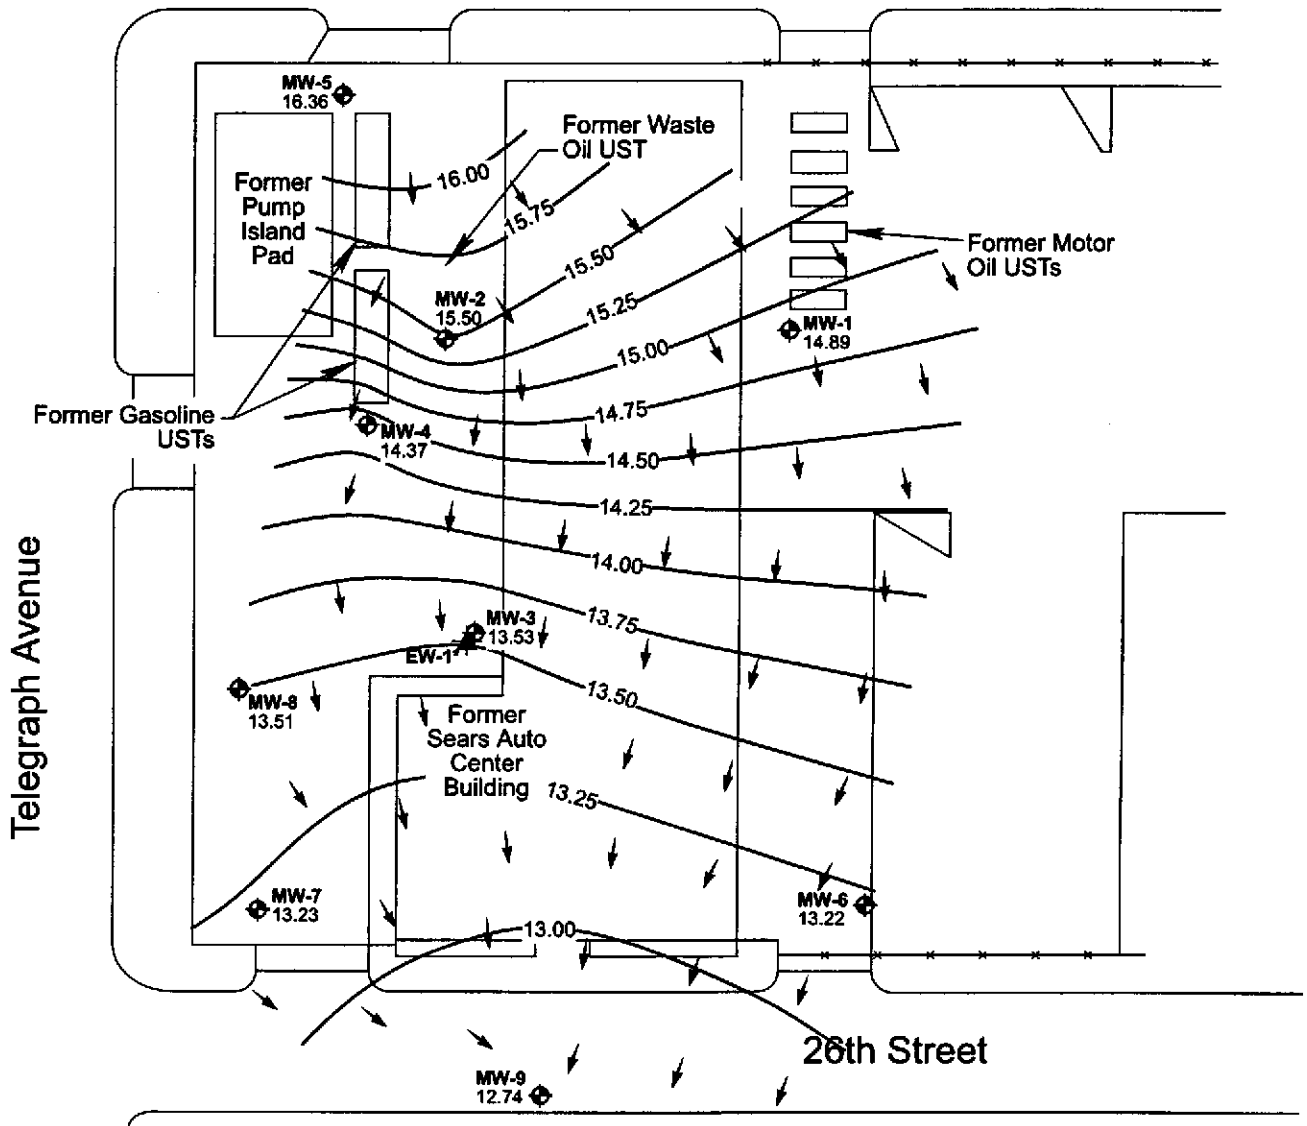 MW-5
16.36
Former Waste
Oil UST
16.00
Former
Pump
Island
Pad
15.75
Former Motor
Oil USTs
15.50
MW-2
15.50
15.25
MW-1
14.89
15.00
Former Gasoline
USTs
14.75
MW-4
14.37
14.50
14.25
14.00
13.75
MW-3
13.53
EW-1
13.50
MW-8
13.51
Former
Sears Auto
Center
Building
13.25
Telegraph Avenue
MW-7
13.23
MW-6
13.22
13.00
26th Street
MW-9
12.74